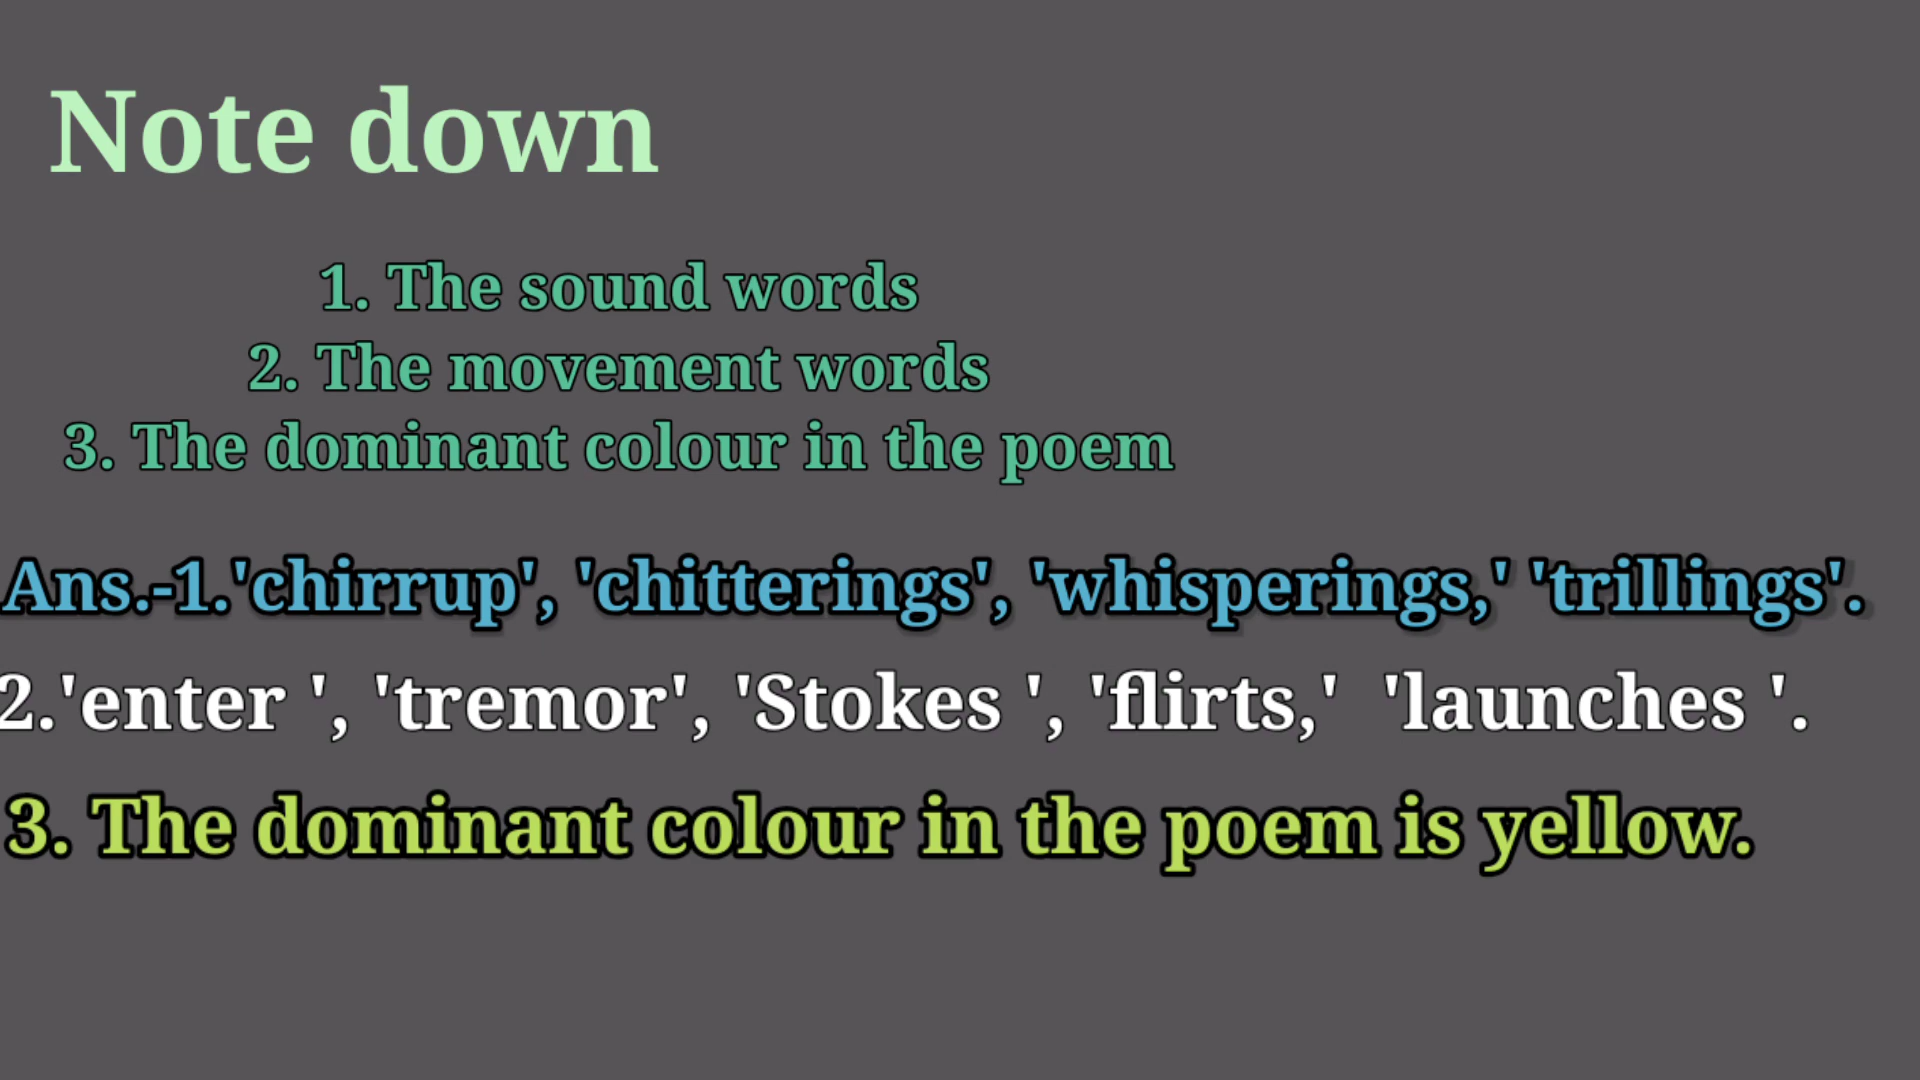 Note down
1. The sound words
2. The movement words
3. The dominant colour in the poem
Ans.-1.'chirrup', 'chitterings', 'whisperings,' 'trillings'.
2.'enter ', 'tremor', 'Stokes ', 'flirts,'  'launches '.
3. The dominant colour in the poem is yellow.